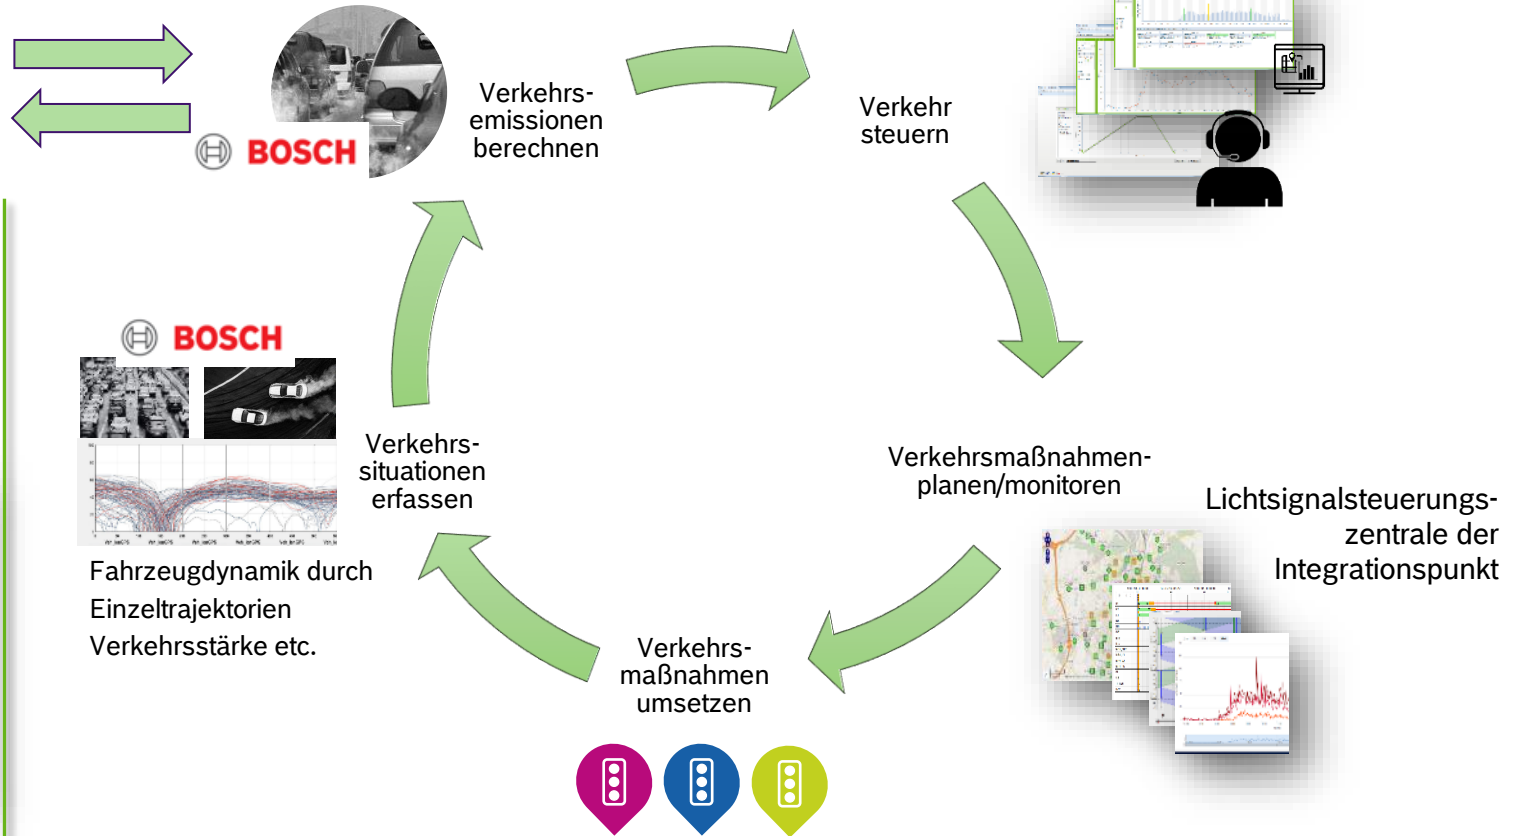 BOSCH
Verkehrs-
emissionen
berechnen
Verkehr
steuern
BOSCH
Verkehrs-
situationen
erfassen
Fahrzeugdynamik durch
Einzeltrajektorien
Verkehrsstärke etc.
Verkehrsmaßnahmen-
planen/monitoren
Lichtsignalsteuerungs-
zentrale der
Integrationspunkt
Verkehrs-
maßnahmen
umsetzen